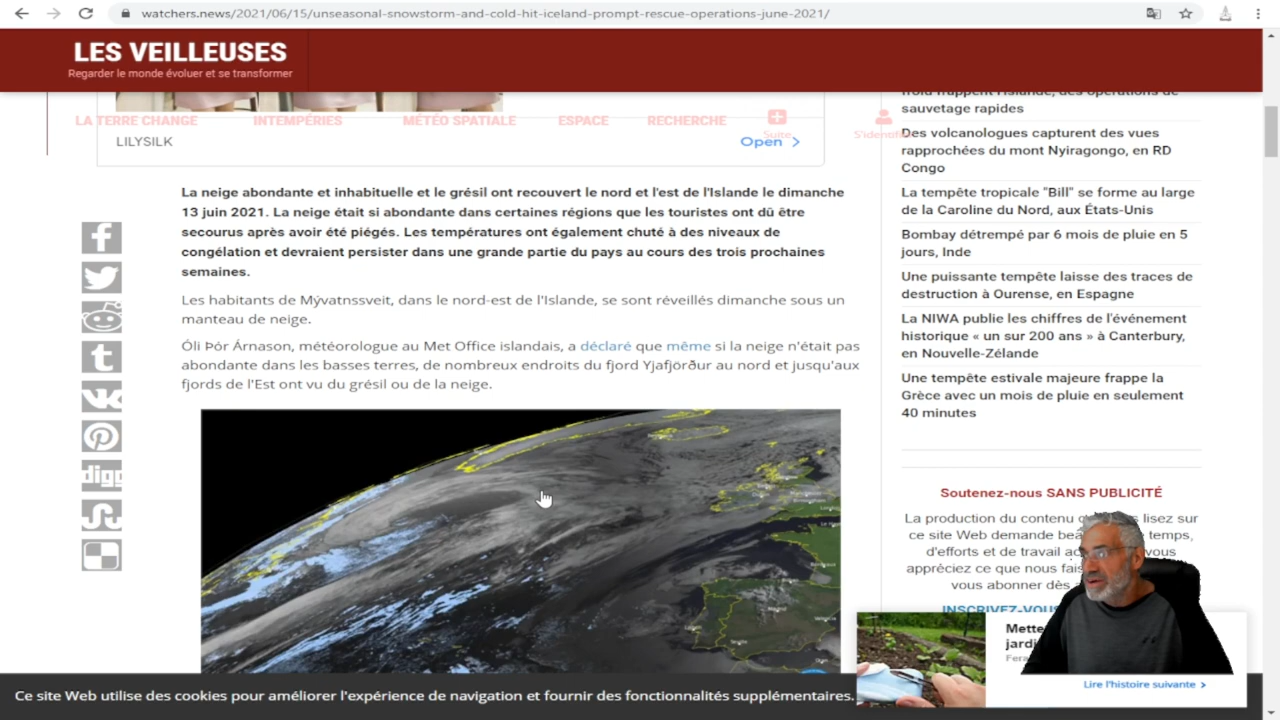 watchers.news/2021/06/15/unseasonal-snowstorm-and-cold-hit-iceland-prompt-rescue-operations-june-2021/
LES VEILLEUSES
Regarder le monde évoluer et se transformer
LA TERRE CHANGE
INTEMPÉRIES
MÉTÉO SPATIALE
ESPACE
RECHERCHE
Suite
LILYSILK
Open
La neige abondante et inhabituelle et le grésil ont recouvert le nord et l'est de l'Islande le dimanche
13 juin 2021. La neige était si abondante dans certaines régions que les touristes ont dû être
secourus après avoir été piégés. Les températures ont également chuté à des niveaux de
congélation et devraient persister dans une grande partie du pays au cours des trois prochaines
semaines.
Les habitants de Mývatnssveit, dans le nord-est de l'Islande, se sont réveillés dimanche sous un
manteau de neige.
Óli Þór Árnason, météorologue au Met Office islandais, a déclaré que même si la neige n'était pas
abondante dans les basses terres, de nombreux endroits du fjord Yjafjörður au nord et jusqu'aux
fjords de l'Est ont vu du grésil ou de la neige.
digg
froid frappent l'Islande, des opérations de
sauvetage rapides
Des volcanologues capturent des vues
rapprochées du mont Nyiragongo, en RD
Congo
La tempête tropicale "Bill" se forme au large
de la Caroline du Nord, aux États-Unis
Bombay détrempé par 6 mois de pluie en 5
jours, Inde
Une puissante tempête laisse des traces de
destruction à Ourense, en Espagne
La NIWA publie les chiffres de l'événement
historique « un sur 200 ans » à Canterbury,
en Nouvelle-Zélande
Une tempête estivale majeure frappe la
Grèce avec un mois de pluie en seulement
40 minutes
Soutenez-nous SANS PUBLICITÉ
La production du contenu lisez sur
ce site Web demande temps,
d'efforts et de travail vous
appréciez ce que nous
vous abonner dès
Lire l'histoire suivante
Ce site Web utilise des cookies pour améliorer l'expérience de navigation et fournir des fonctionnalités supplémentaires.